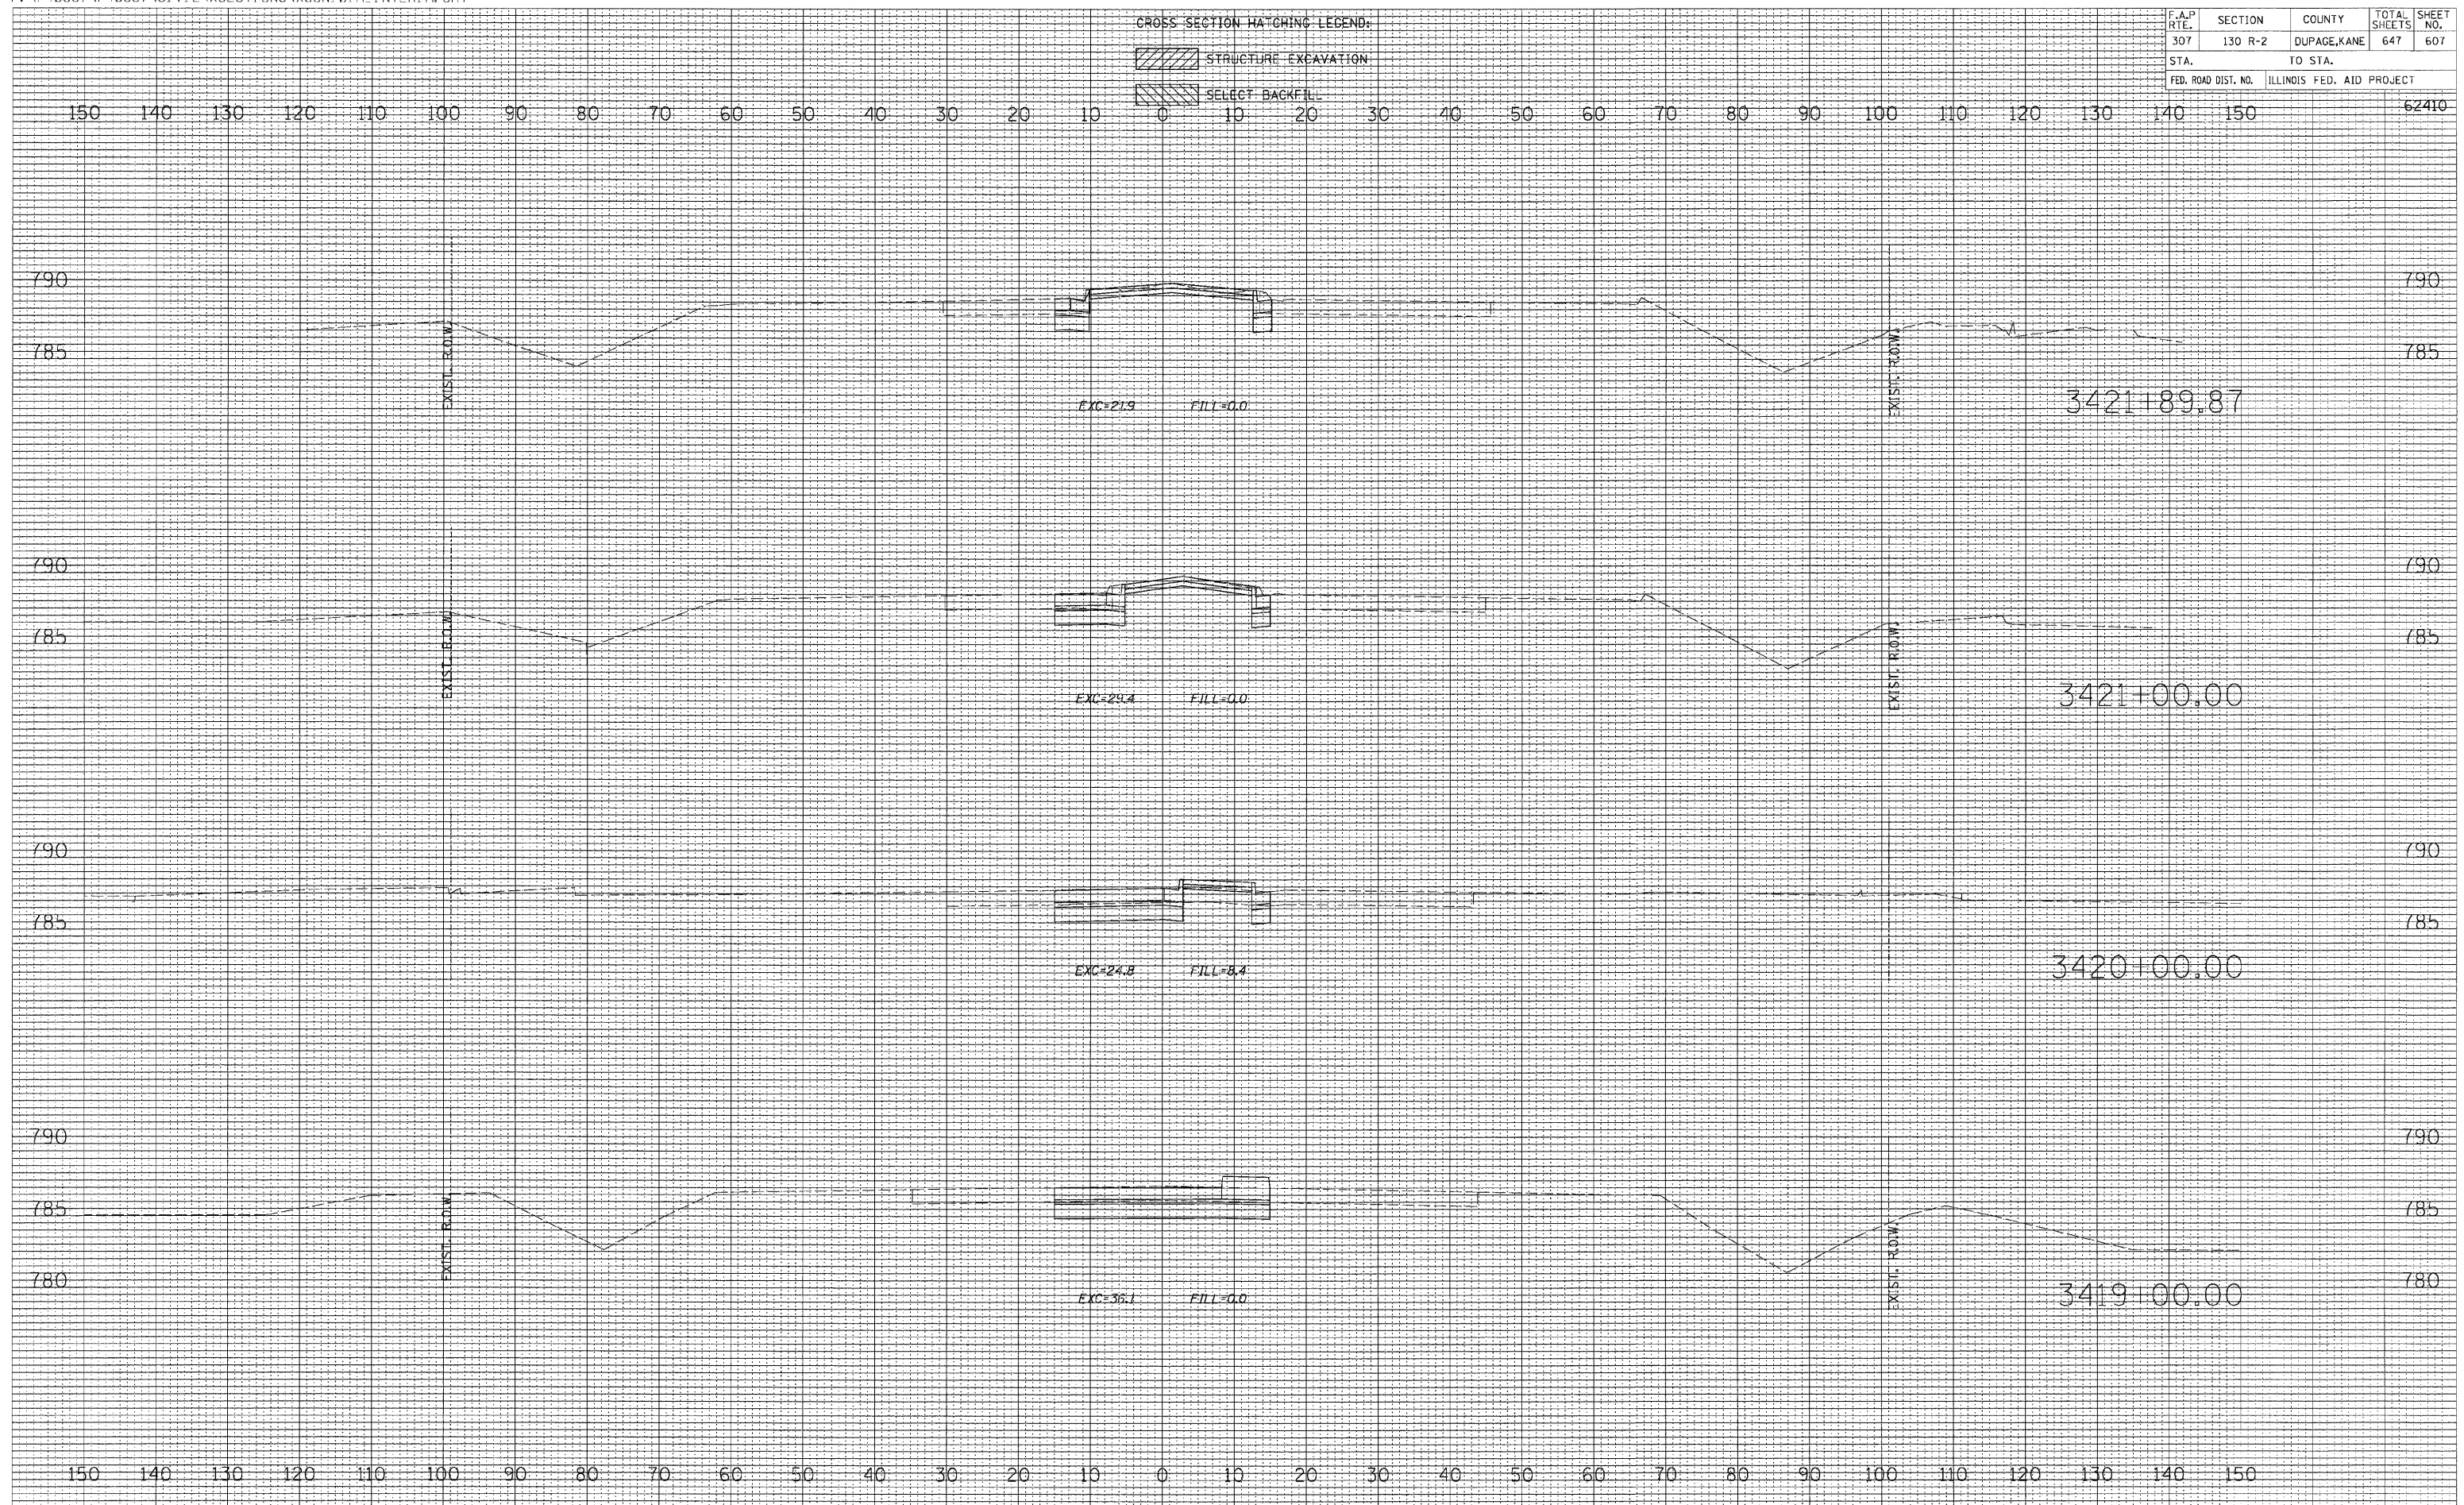 CROSS SECTION HATCHING LEGEND:
STRUCTURE EXCAVATION
SELECT BACKFILL
F.A.P RTE. SECTION COUNTY TOTAL SHEETS SHEET NO.
307 130 R-2 DUPAGE,KANE 647 607
STA. TO STA.
FED. ROAD DIST. NO. ILLINOIS FED. AID PROJECT
62410
150 140 130 120 110 100 90 80 70 60 50 40 30 20 10 0 10 20 30 40 50 60 70 80 90 100 110 120 130 140 150
790 790
785 785
EXIST. R.O.W. EXIST. R.O.W.
EXC=21.9 FILL=0.0 3421+89.87
790 790
785 785
EXIST. R.O.W. EXIST. R.O.W.
EXC=29.4 FILL=0.0 3421+00.00
790 790
785 785
EXC=24.8 FILL=8.4 3420+00.00
790 790
785 785
EXIST. R.O.W. EXIST. R.O.W.
780 780
EXC=36.1 FILL=0.0 3419+00.00
150 140 130 120 110 100 90 80 70 60 50 40 30 20 10 0 10 20 30 40 50 60 70 80 90 100 110 120 130 140 150